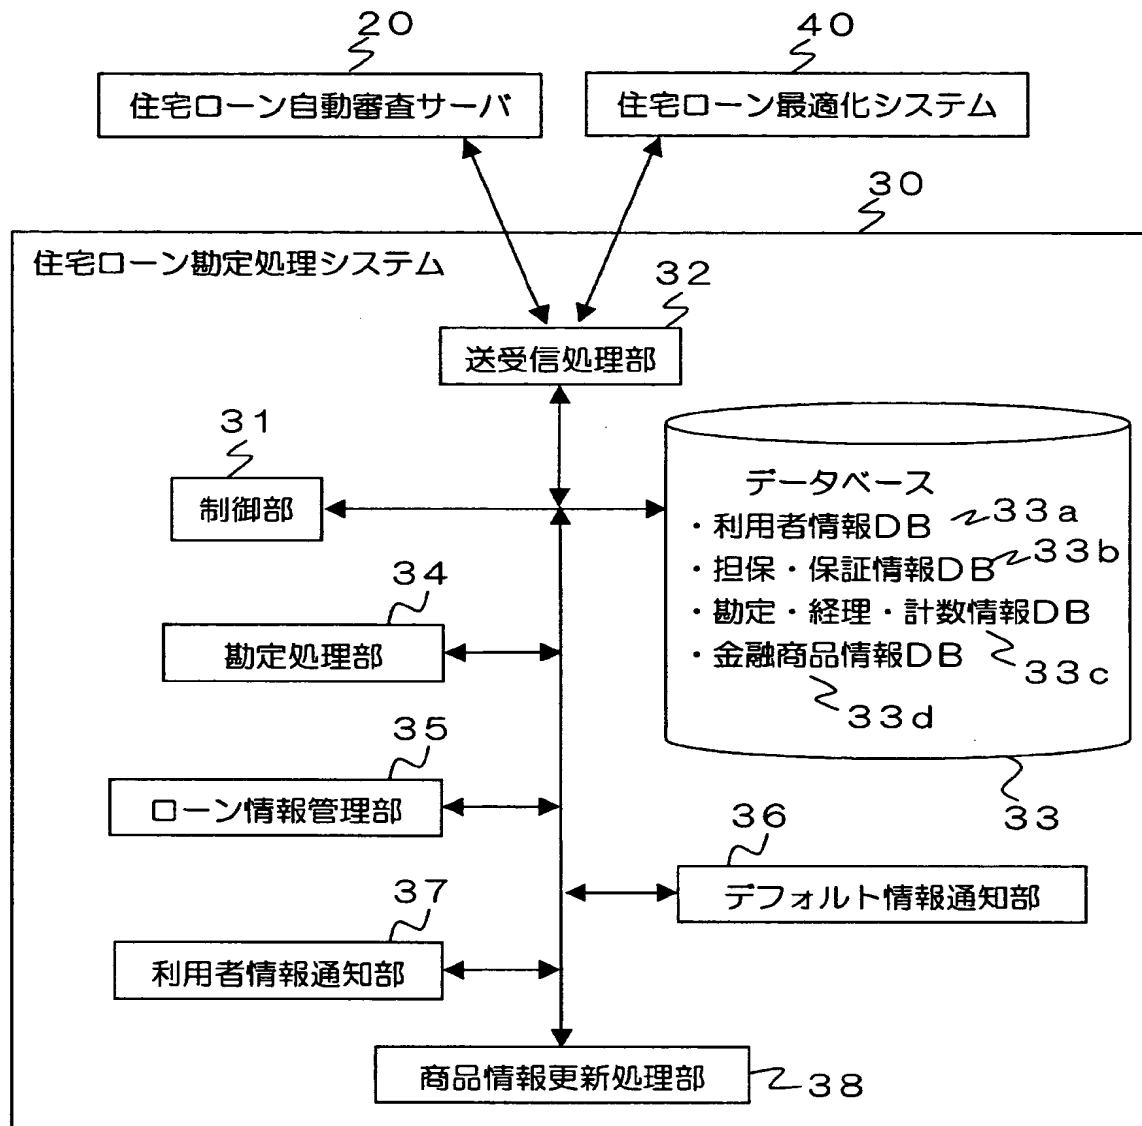 ２０
４０
住宅ローン自動審査サーバ
住宅ローン最適化システム
３０
住宅ローン勘定処理システム
３２
送受信処理部
３１
制御部
データベース
・利用者情報ＤＢ ３３ａ
・担保・保証情報ＤＢ ３３ｂ
・勘定・経理・計数情報ＤＢ
・金融商品情報ＤＢ ３３ｃ
３３ｄ
３４
勘定処理部
３５
ローン情報管理部
３３
３６
デフォルト情報通知部
３７
利用者情報通知部
商品情報更新処理部 ３８